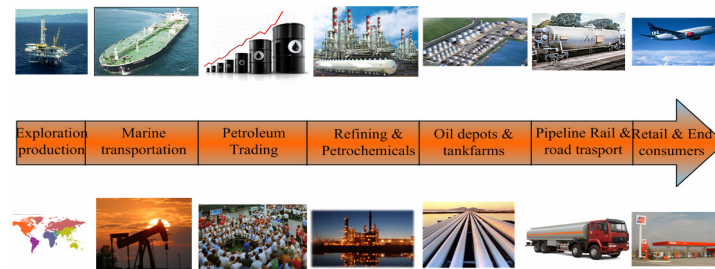 Exploration
production
Marine
transportation
Petroleum
Trading
Refining &
Petrochemicals
Oil depots &
tankfarms
Pipeline Rail &
road trasport
Retail & End
consumers